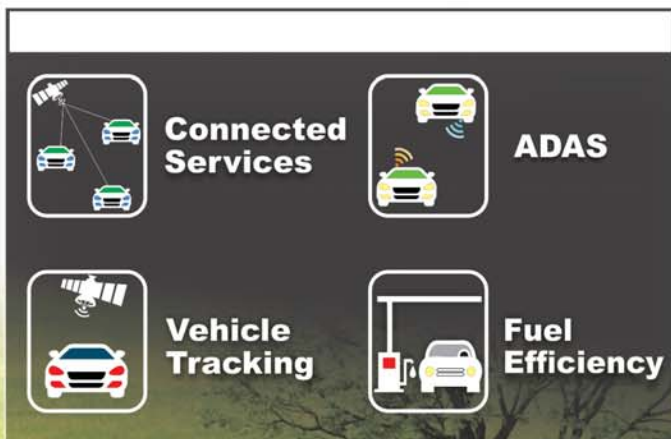 Connected
Services
ADAS
Vehicle
Tracking
Fuel
Efficiency